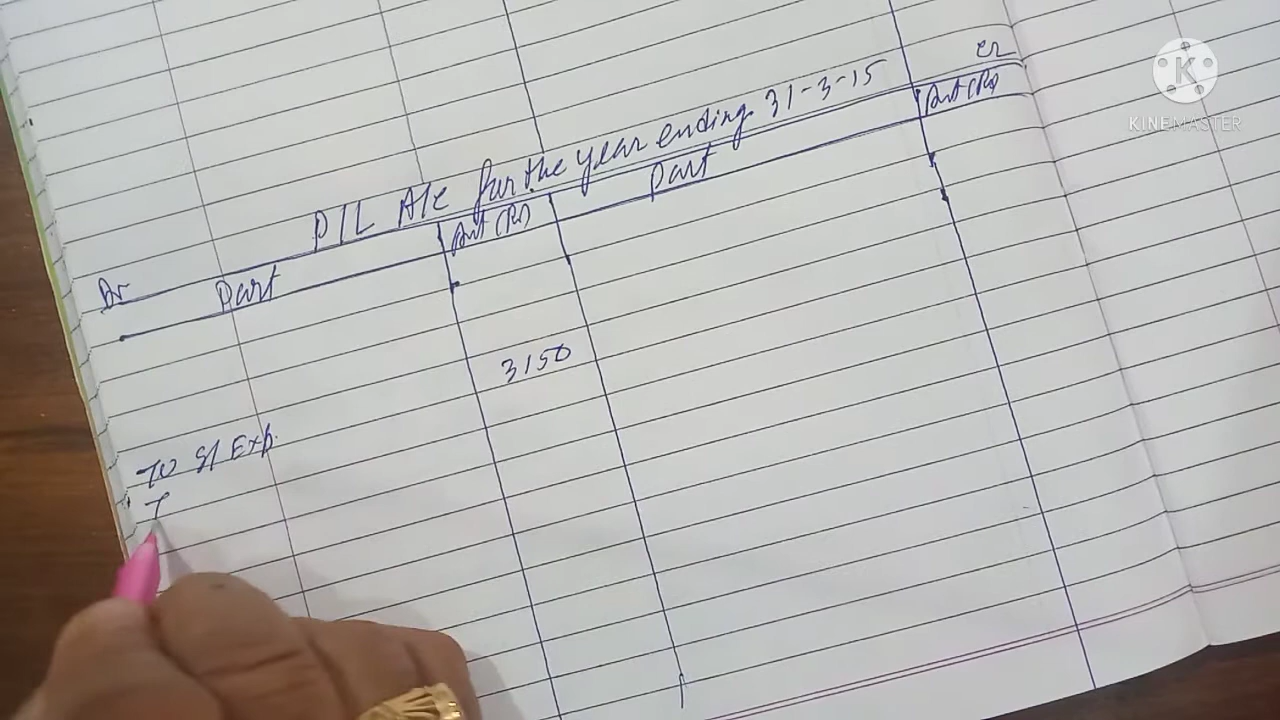 P/L A/c for the year ending 31-3-15
Dr
Cr
Part
Amt (Rs)
Part
Amt (Rs)
3150
To S/ Exp.
T
K
KINEMASTER